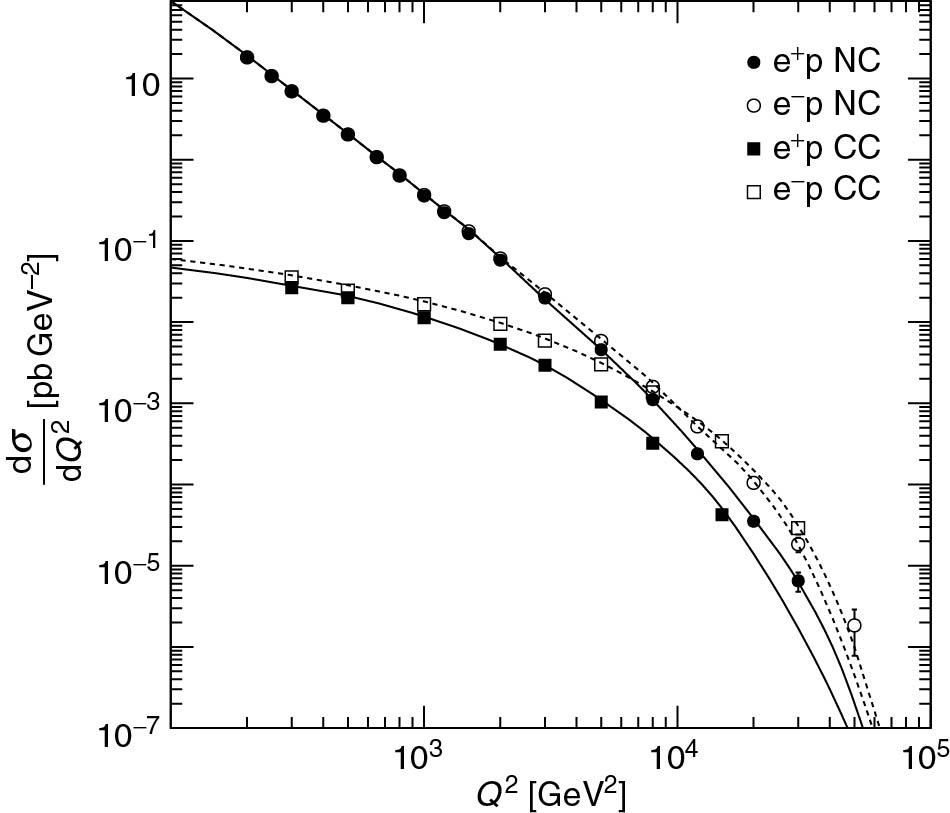 e⁺p NC
e⁻p NC
e⁺p CC
e⁻p CC
10
10⁻¹
10⁻³
10⁻⁵
10⁻⁷
dσ
dQ² [pb GeV⁻²]
10³
10⁴
10⁵
Q² [GeV²]